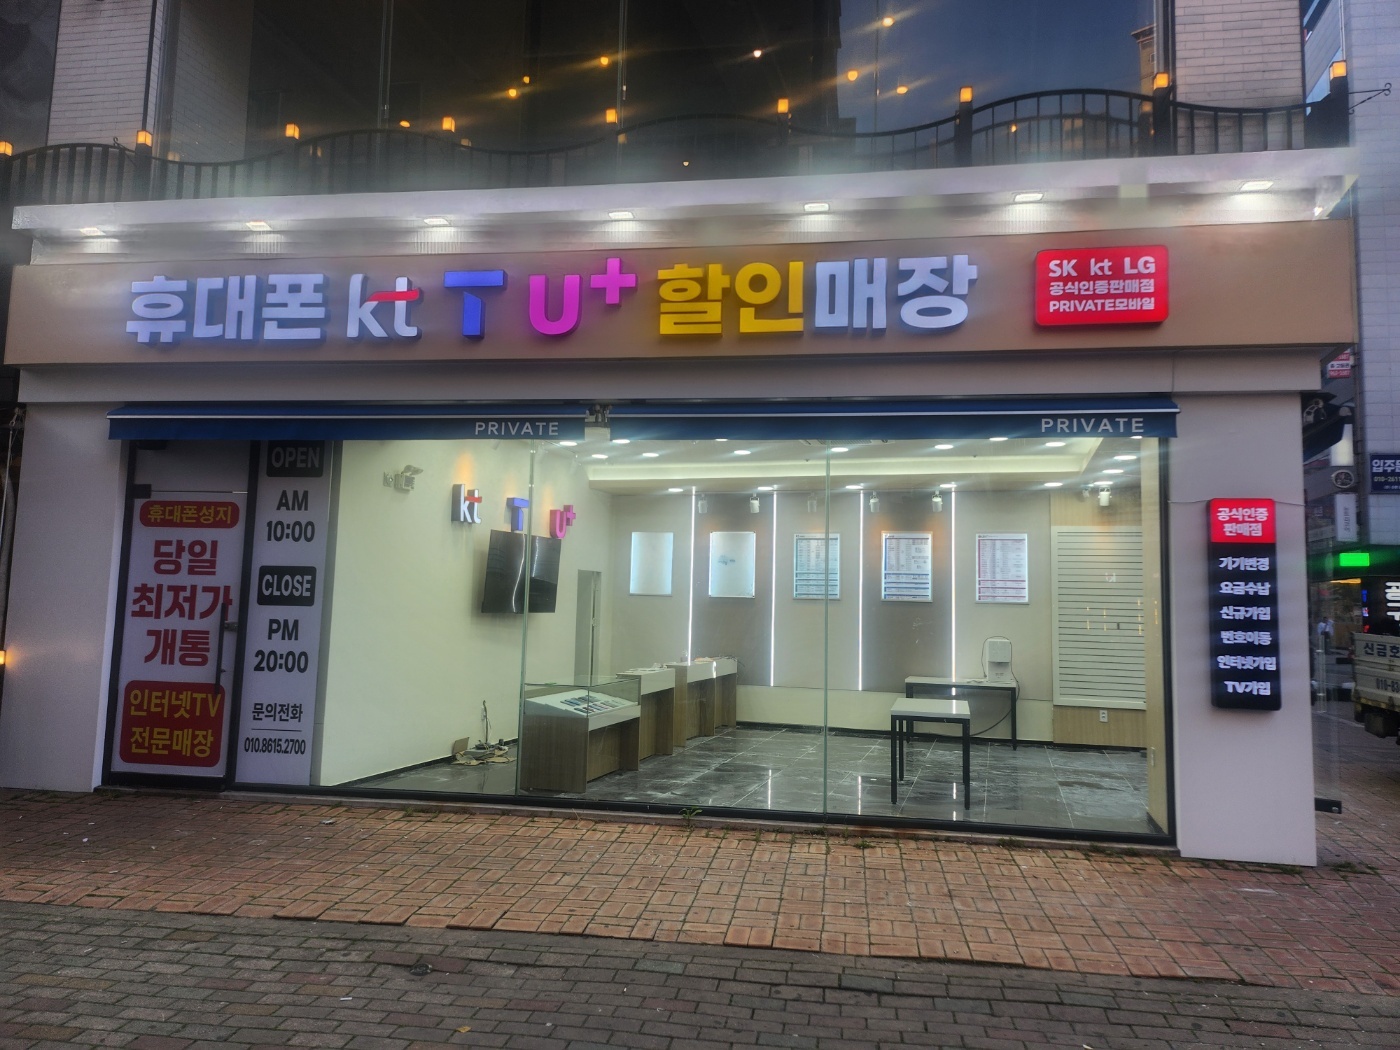 휴대폰 kt T U+ 할인매장
SK kt LG
공식인증판매점
PRIVATE모바일
PRIVATE
PRIVATE
OPEN
AM
10:00
CLOSE
PM
20:00
문의전화
010.8615.2700
휴대폰성지
당일
최저가
개통
인터넷TV
전문매장
kt T U+
공식인증
판매점
기기변경
요금수납
신규가입
번호이동
인터넷가입
TV가입
입주
신금호